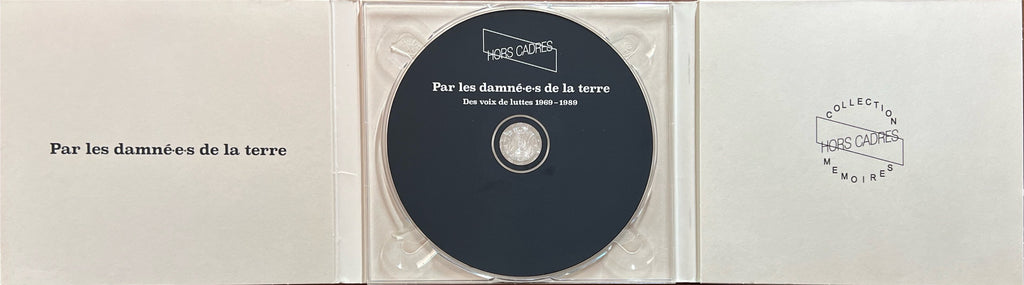 Par les damné·e·s de la terre
HORS CADRES
Par les damné·e·s de la terre
Des voix de luttes 1969–1989
COLLECTION
HORS CADRES
MEMOIRES